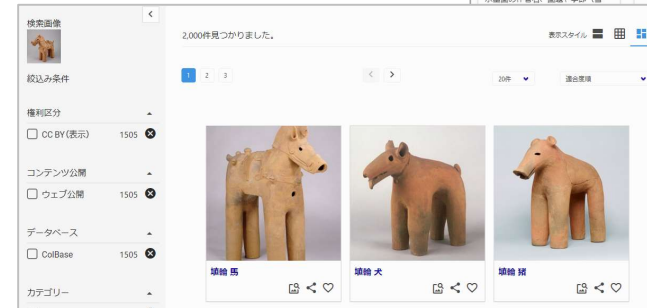 検索画像
2,000件見つかりました。
表示スタイル
絞込み条件
1 2 3
20件
適合度順
権利区分
CC BY(表示) 1505
コンテンツ公開
ウェブ公開 1505
データベース
ColBase 1505
カテゴリー
埴輪 馬
埴輪 犬
埴輪 猪